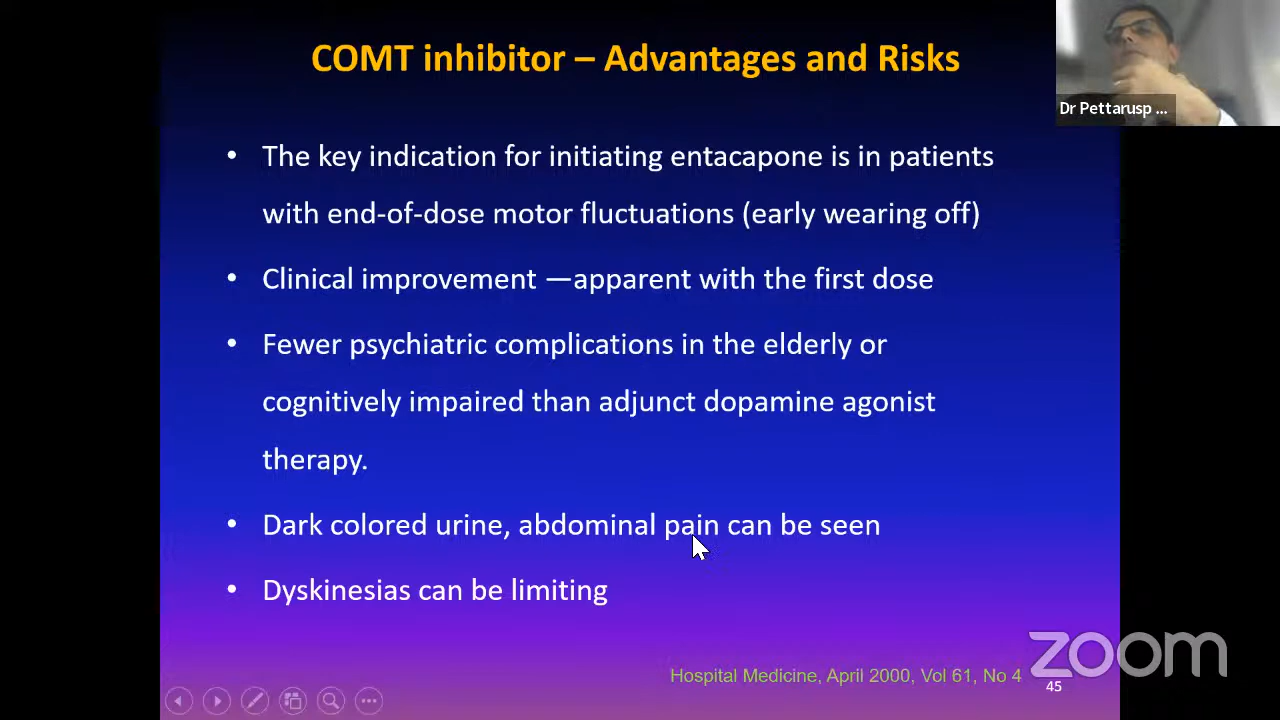 COMT inhibitor – Advantages and Risks
Dr Pettarusp ...
• The key indication for initiating entacapone is in patients
with end-of-dose motor fluctuations (early wearing off)
• Clinical improvement —apparent with the first dose
• Fewer psychiatric complications in the elderly or
cognitively impaired than adjunct dopamine agonist
therapy.
• Dark colored urine, abdominal pain can be seen
• Dyskinesias can be limiting
zoom
Hospital Medicine, April 2000, Vol 61, No 4
45